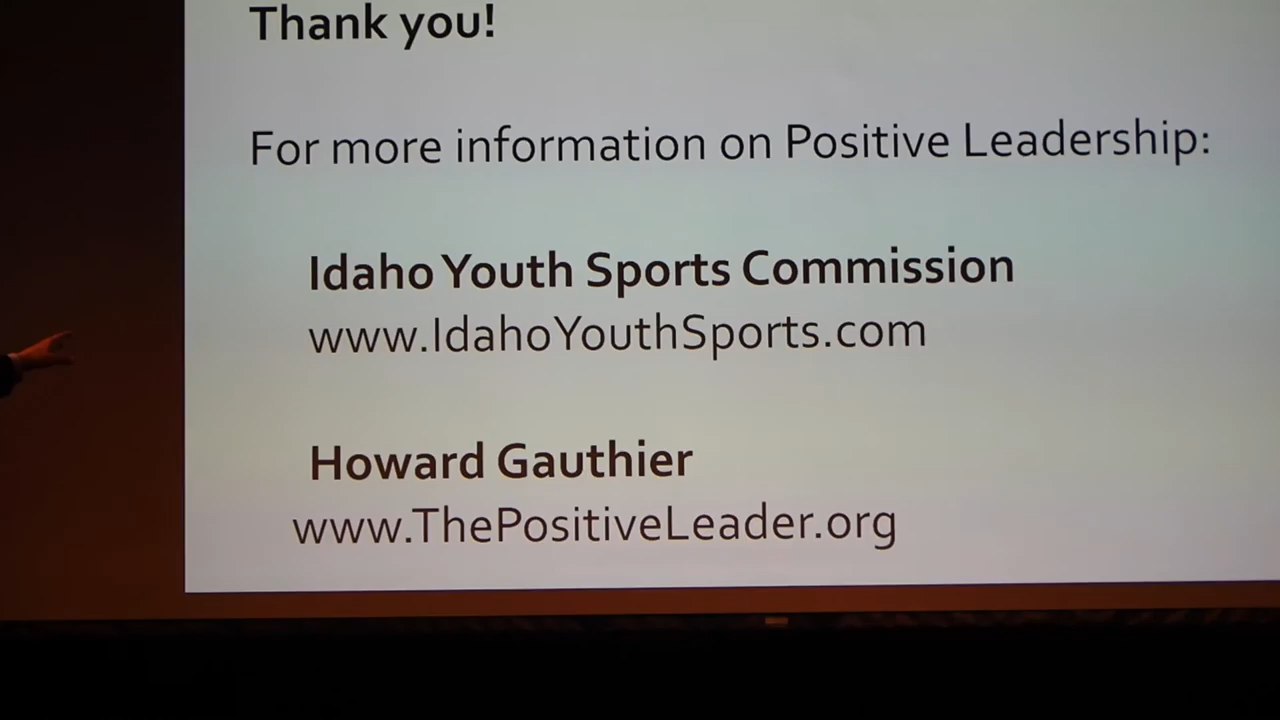 Thank you!
For more information on Positive Leadership:
Idaho Youth Sports Commission
www.IdahoYouthSports.com
Howard Gauthier
www.ThePositiveLeader.org